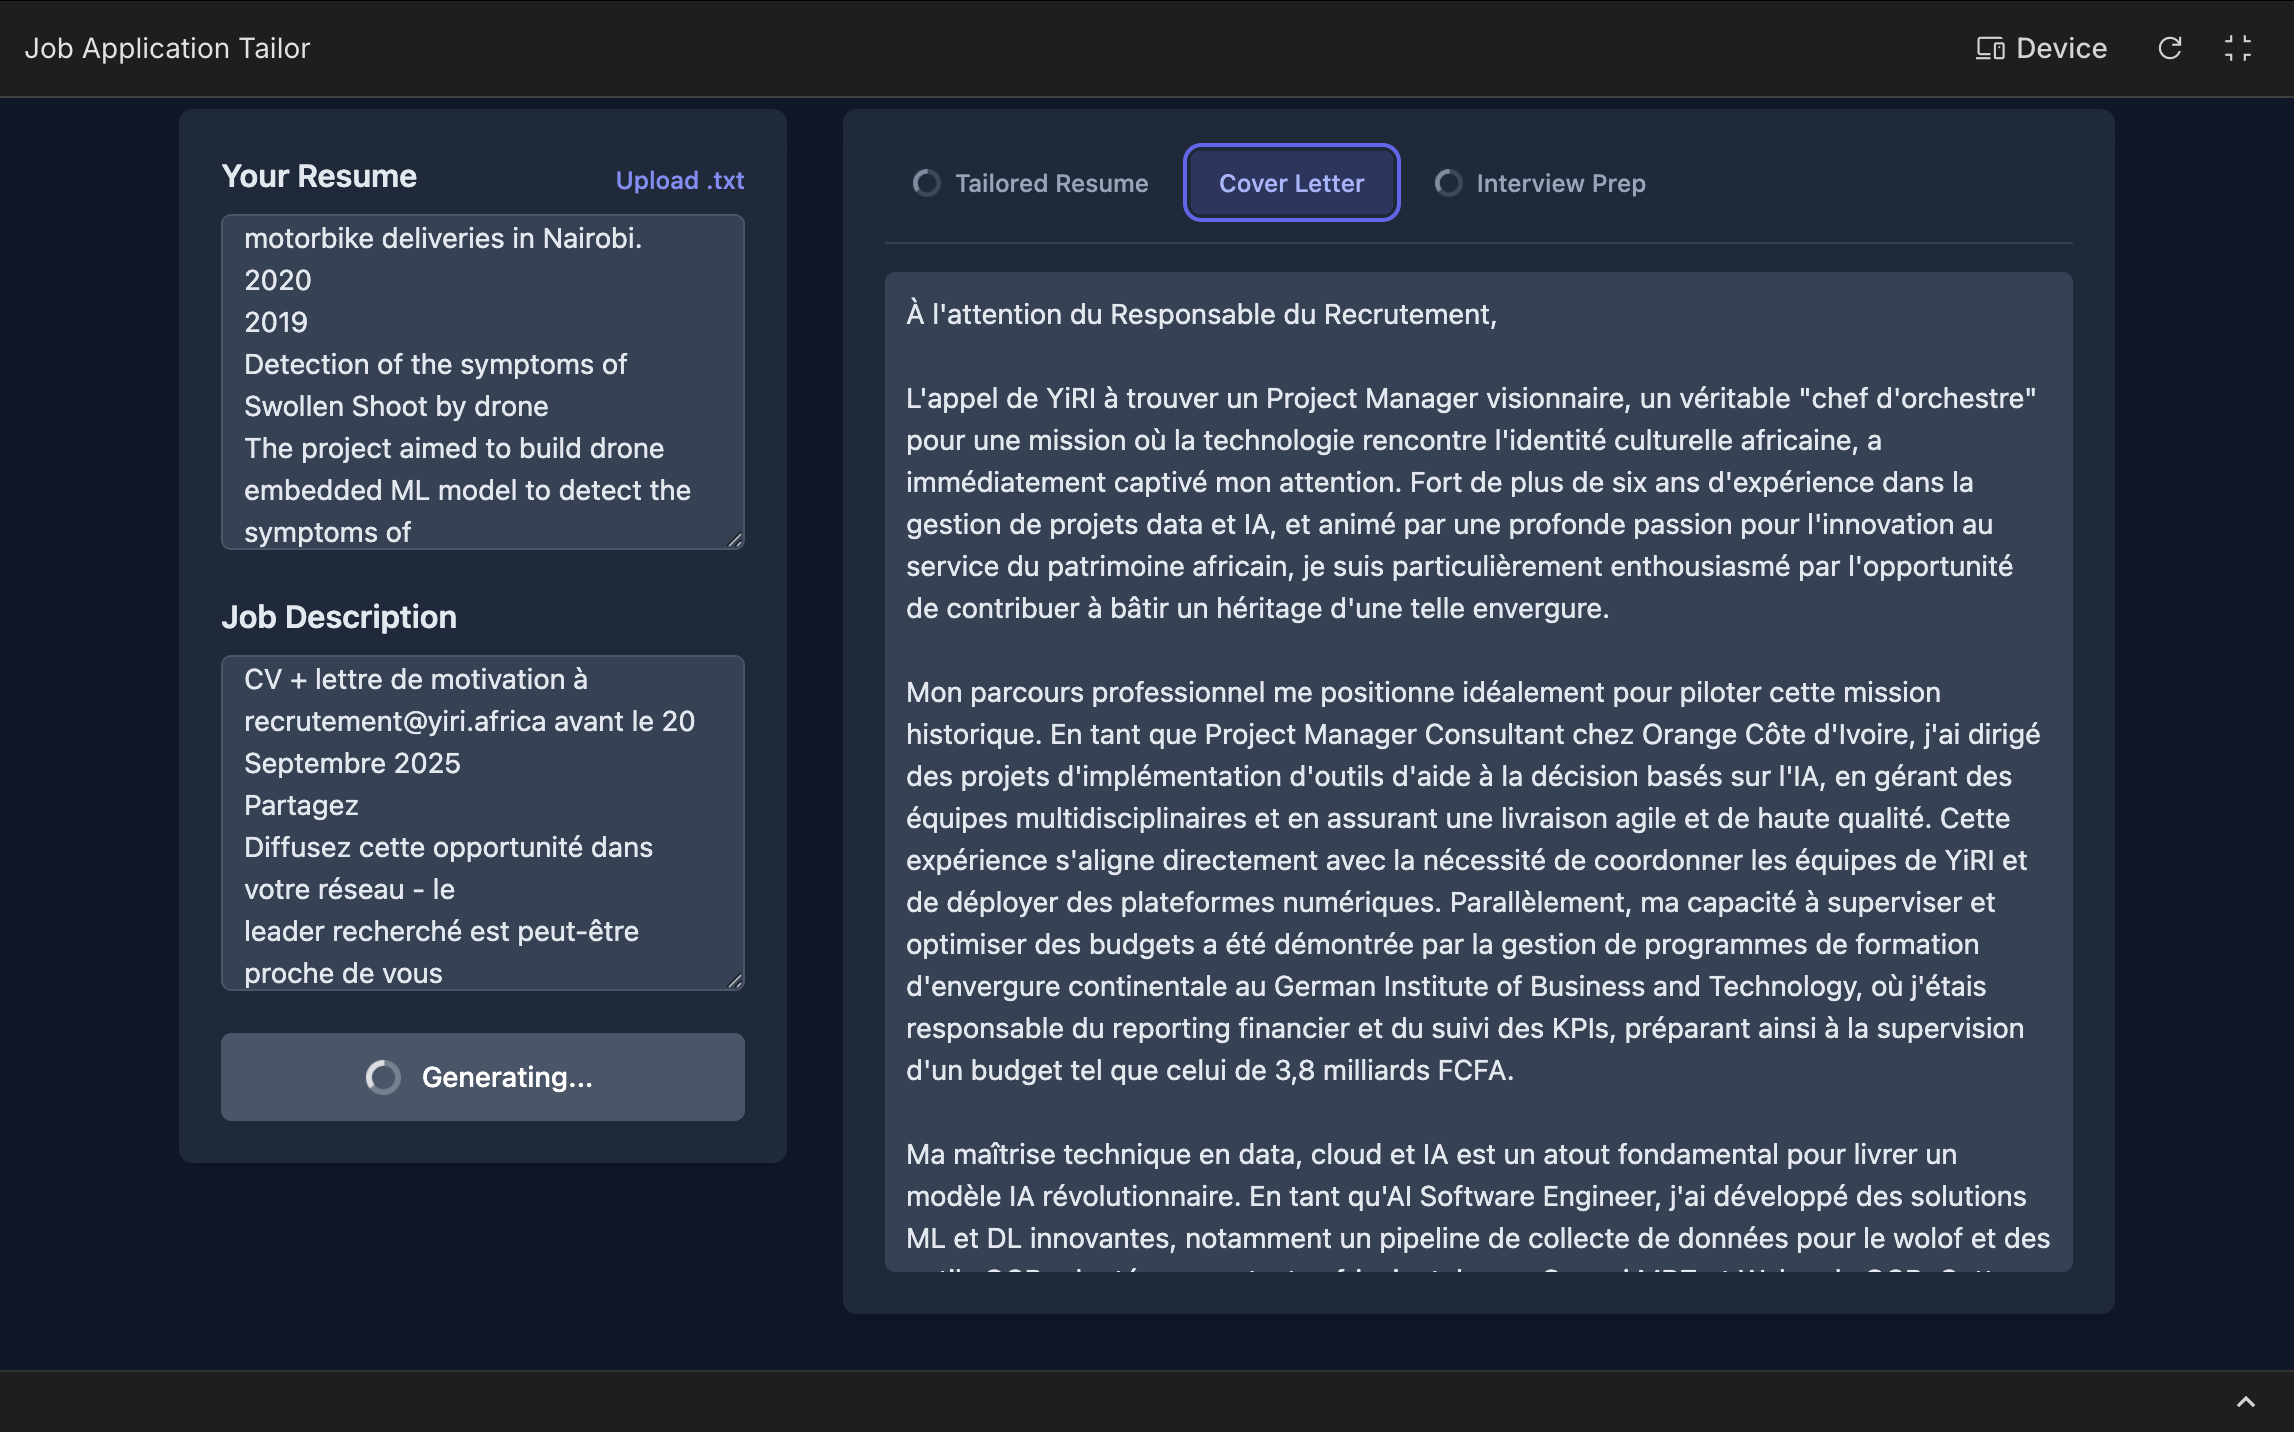 Job Application Tailor
Device
Your Resume
Upload .txt
motorbike deliveries in Nairobi.
2020
2019
Detection of the symptoms of
Swollen Shoot by drone
The project aimed to build drone
embedded ML model to detect the
symptoms of
Job Description
CV + lettre de motivation à
recrutement@yiri.africa avant le 20
Septembre 2025
Partagez
Diffusez cette opportunité dans
votre réseau - le
leader recherché est peut-être
proche de vous
Generating...
Tailored Resume
Cover Letter
Interview Prep
À l'attention du Responsable du Recrutement,
L'appel de YiRI à trouver un Project Manager visionnaire, un véritable "chef d'orchestre"
pour une mission où la technologie rencontre l'identité culturelle africaine, a
immédiatement captivé mon attention. Fort de plus de six ans d'expérience dans la
gestion de projets data et IA, et animé par une profonde passion pour l'innovation au
service du patrimoine africain, je suis particulièrement enthousiasmé par l'opportunité
de contribuer à bâtir un héritage d'une telle envergure.
Mon parcours professionnel me positionne idéalement pour piloter cette mission
historique. En tant que Project Manager Consultant chez Orange Côte d'Ivoire, j'ai dirigé
des projets d'implémentation d'outils d'aide à la décision basés sur l'IA, en gérant des
équipes multidisciplinaires et en assurant une livraison agile et de haute qualité. Cette
expérience s'aligne directement avec la nécessité de coordonner les équipes de YiRI et
de déployer des plateformes numériques. Parallèlement, ma capacité à superviser et
optimiser des budgets a été démontrée par la gestion de programmes de formation
d'envergure continentale au German Institute of Business and Technology, où j'étais
responsable du reporting financier et du suivi des KPIs, préparant ainsi à la supervision
d'un budget tel que celui de 3,8 milliards FCFA.
Ma maîtrise technique en data, cloud et IA est un atout fondamental pour livrer un
modèle IA révolutionnaire. En tant qu'AI Software Engineer, j'ai développé des solutions
ML et DL innovantes, notamment un pipeline de collecte de données pour le wolof et des